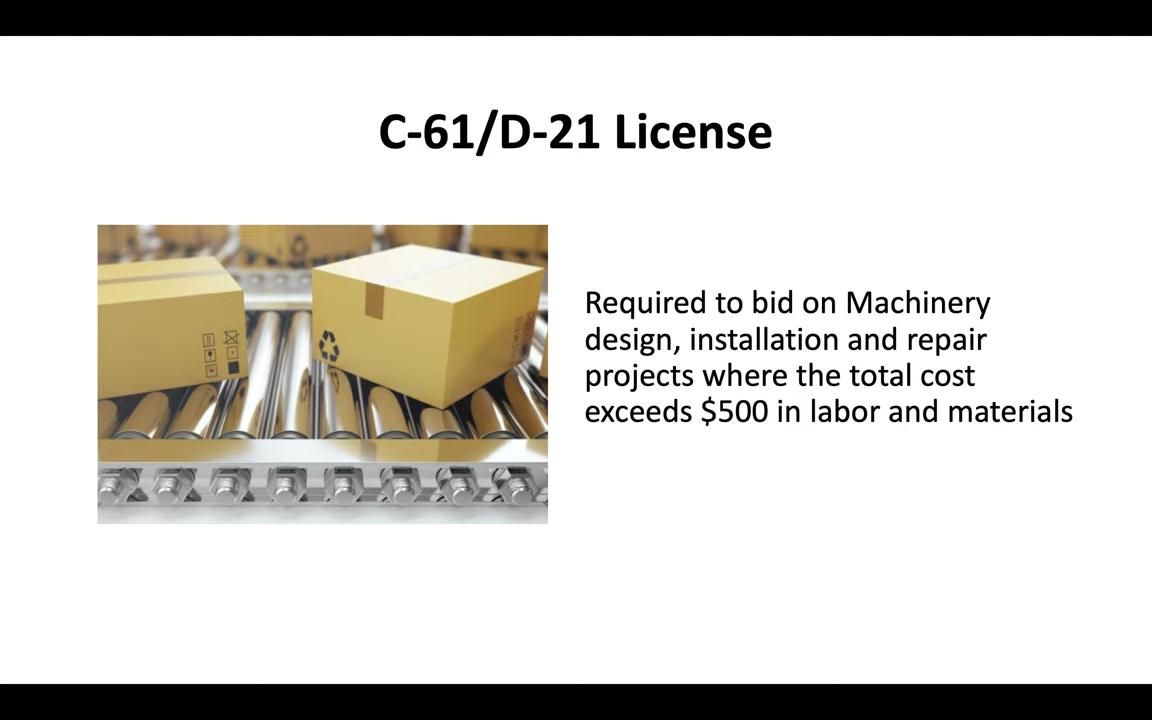 C-61/D-21 License
Required to bid on Machinery
design, installation and repair
projects where the total cost
exceeds $500 in labor and materials